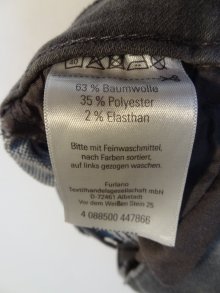 63 % Baumwolle
35 % Polyester
2 % Elasthan
Bitte mit Feinwaschmittel,
nach Farben sortiert,
auf links gezogen waschen.
Furiano
Textilhandelsgesellschaft mbH
D-72461 Albstadt
Vor dem Weißen Stein 25
4 088500 447866